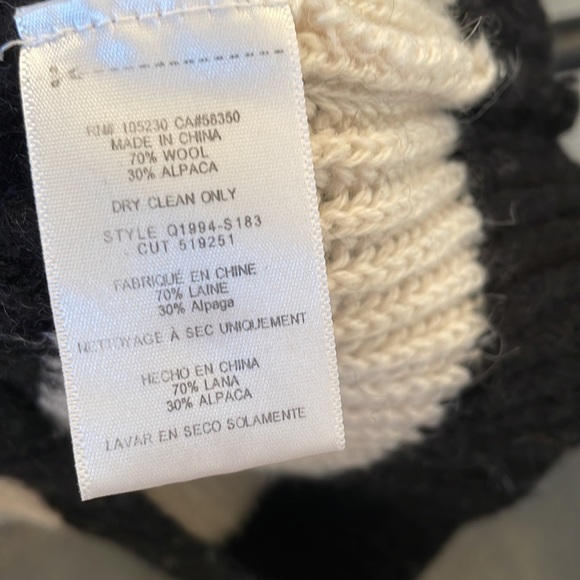 RN# 105230 CA#58350
MADE IN CHINA
70% WOOL
30% ALPACA
DRY CLEAN ONLY
STYLE Q1994-S183
CUT 519251
FABRIQUÉ EN CHINE
70% LAINE
30% Alpaga
NETTOYAGE À SEC UNIQUEMENT
HECHO EN CHINA
70% LANA
30% ALPACA
LAVAR EN SECO SOLAMENTE